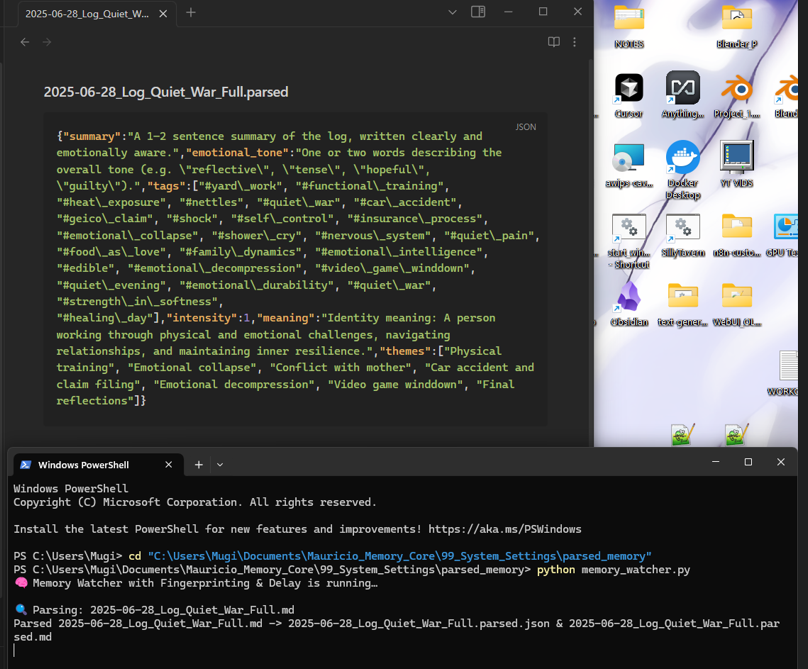 2025-06-28_Log_Quiet_W...
2025-06-28_Log_Quiet_War_Full.parsed
JSON
{"summary":"A 1–2 sentence summary of the log, written clearly and
emotionally aware.","emotional_tone":"One or two words describing the
overall tone (e.g. \"reflective\", \"tense\", \"hopeful\",
\"guilty\").","tags":["#yard\_work", "#functional\_training",
"#heat\_exposure", "#nettles", "#quiet\_war", "#car\_accident",
"#geico\_claim", "#shock", "#self\_control", "#insurance\_process",
"#emotional\_collapse", "#shower\_cry", "#nervous\_system", "#quiet\_pain",
"#food\_as\_love", "#family\_dynamics", "#emotional\_intelligence",
"#edible", "#emotional\_decompression", "#video\_game\_winddown",
"#quiet\_evening", "#emotional\_durability", "#quiet\_war",
"#strength\_in\_softness",
"#healing\_day"],"intensity":1,"meaning":"Identity meaning: A person
working through physical and emotional challenges, navigating
relationships, and maintaining inner resilience.","themes":["Physical
training", "Emotional collapse", "Conflict with mother", "Car accident and
claim filing", "Emotional decompression", "Video game winddown", "Final
reflections"]}
NOTES
Blender_P
Cursor
Anything...
Project_1...
Blend
awips-cav...
Docker
Desktop
YT VIDS
start_win...
- Shortcut
SillyTavern
n8n-custo...
CPU Te
Obsidian
text-gener...
WebUI_OL...
WORKO
Windows PowerShell
Windows PowerShell
Copyright (C) Microsoft Corporation. All rights reserved.
Install the latest PowerShell for new features and improvements! https://aka.ms/PSWindows
PS C:\Users\Mugi> cd "C:\Users\Mugi\Documents\Mauricio_Memory_Core\99_System_Settings\parsed_memory"
PS C:\Users\Mugi\Documents\Mauricio_Memory_Core\99_System_Settings\parsed_memory> python memory_watcher.py
🧠 Memory Watcher with Fingerprinting & Delay is running…
🔍 Parsing: 2025-06-28_Log_Quiet_War_Full.md
Parsed 2025-06-28_Log_Quiet_War_Full.md -> 2025-06-28_Log_Quiet_War_Full.parsed.json & 2025-06-28_Log_Quiet_War_Full.par
sed.md